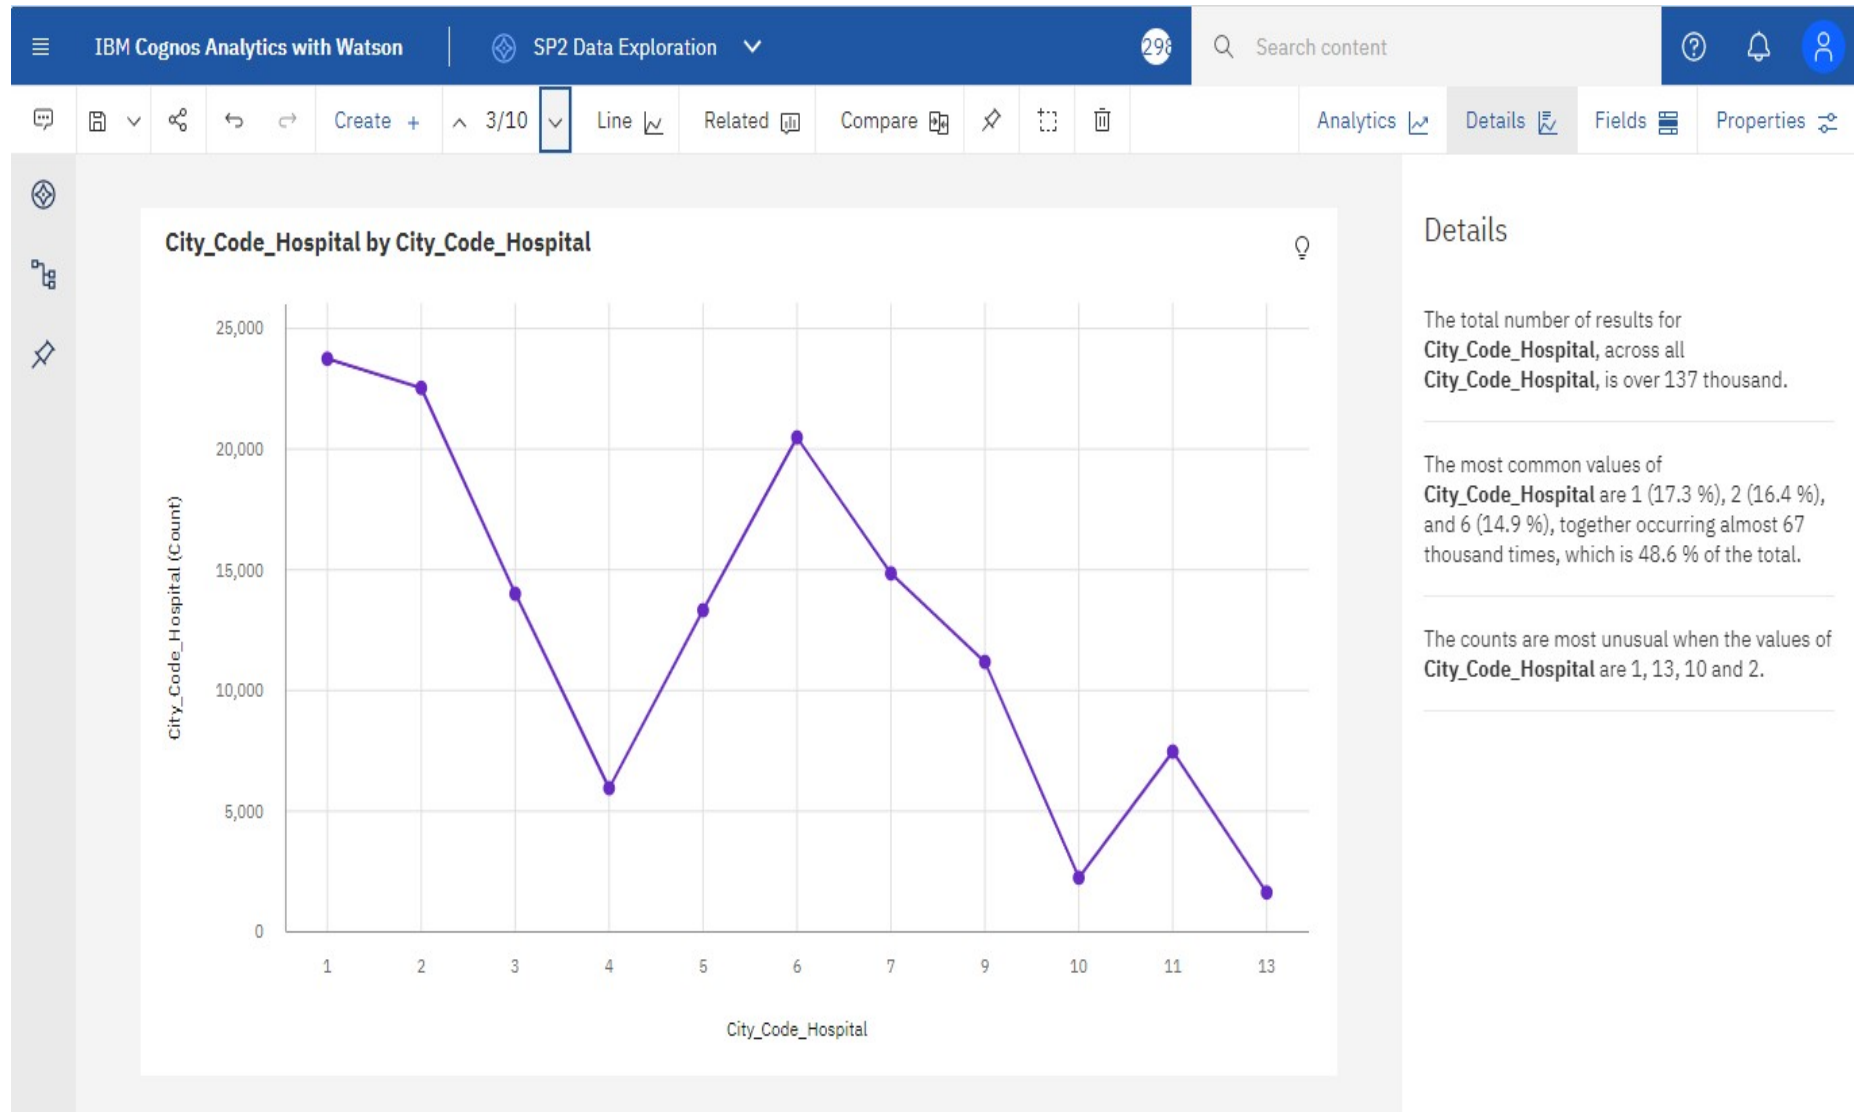 IBM Cognos Analytics with Watson
SP2 Data Exploration
298
Search content
Create +
3/10
Line
Related
Compare
Analytics
Details
Fields
Properties
City_Code_Hospital by City_Code_Hospital
City_Code_Hospital (Count)
25,000
20,000
15,000
10,000
5,000
0
1 2 3 4 5 6 7 9 10 11 13
City_Code_Hospital
Details
The total number of results for
City_Code_Hospital, across all
City_Code_Hospital, is over 137 thousand.
The most common values of
City_Code_Hospital are 1 (17.3 %), 2 (16.4 %),
and 6 (14.9 %), together occurring almost 67
thousand times, which is 48.6 % of the total.
The counts are most unusual when the values of
City_Code_Hospital are 1, 13, 10 and 2.